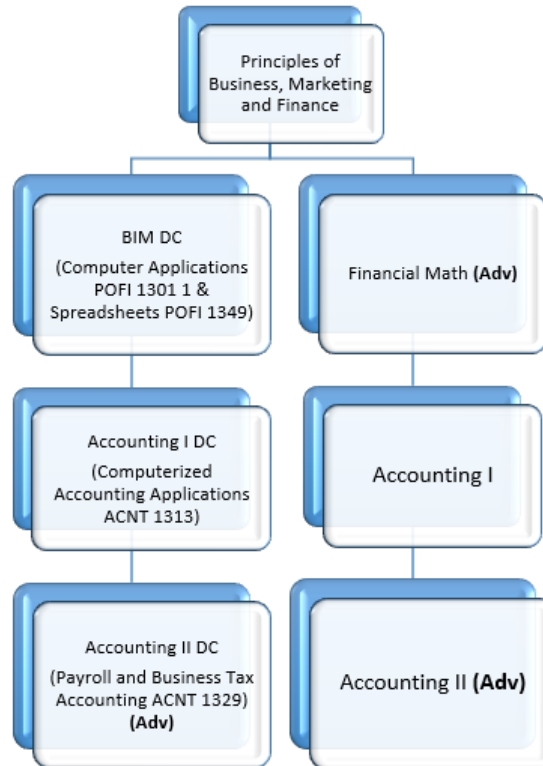 Principles of
Business, Marketing
and Finance
BIM DC
(Computer Applications
POFI 1301 1 &
Spreadsheets POFI 1349)
Financial Math (Adv)
Accounting I DC
(Computerized
Accounting Applications
ACNT 1313)
Accounting I
Accounting II DC
(Payroll and Business Tax
Accounting ACNT 1329)
(Adv)
Accounting II (Adv)